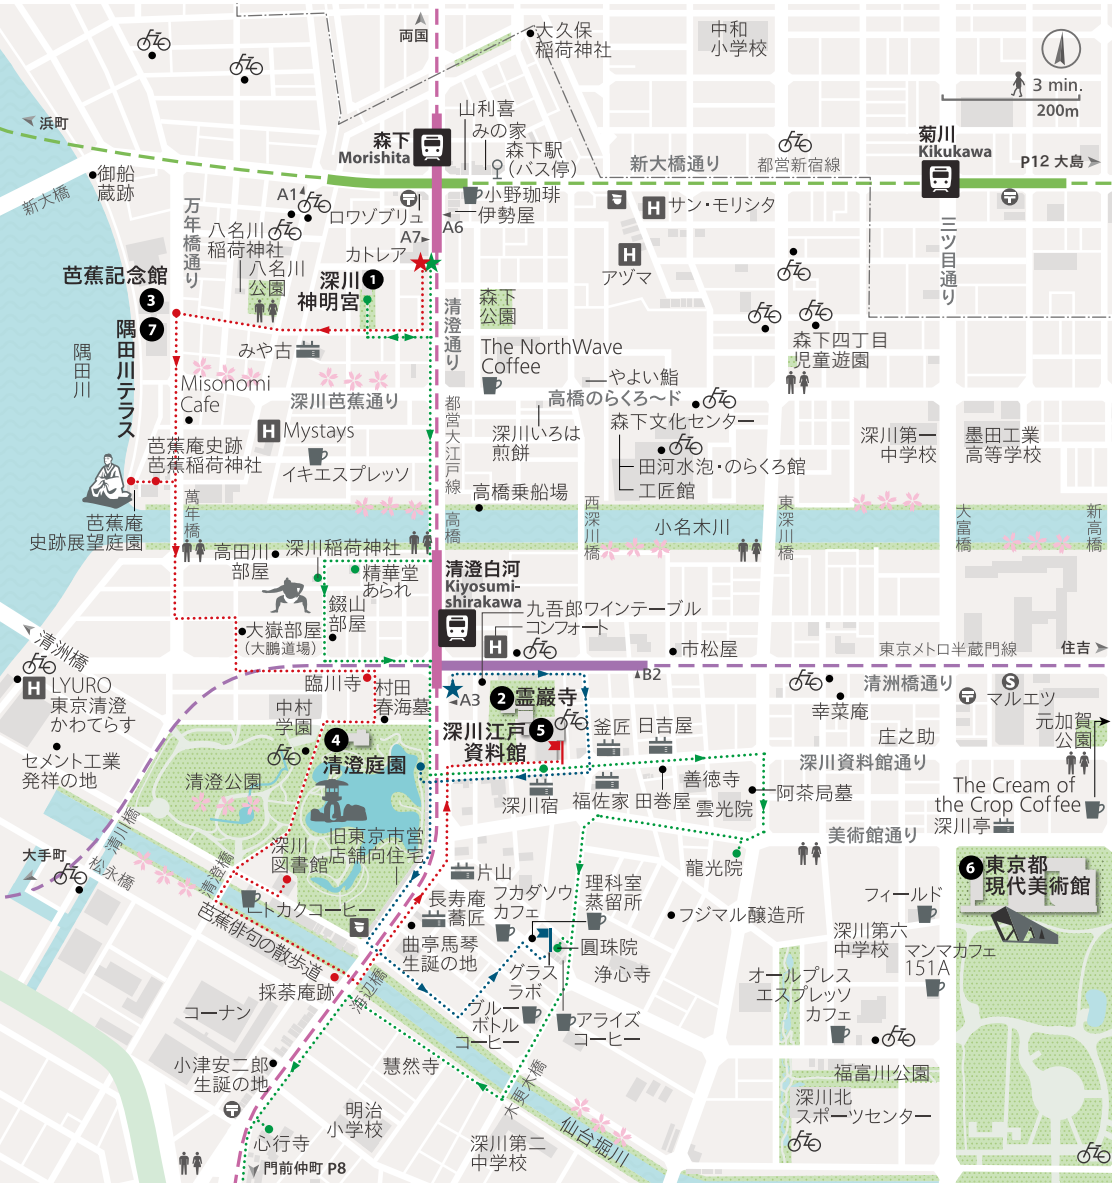 両国
大久保
稲荷神社
中和
小学校
3 min.
200m
浜町
森下
Morishita
山利喜
みの家
森下駅
(バス停)
新大橋通り
都営新宿線
菊川
Kikukawa
P12 大島
御船
蔵跡
新大橋
万年橋通り
A1
ロワゾブリュ
小野珈琲
伊勢屋
A6
A7
H サン・モリシタ
三ツ目通り
八名川
稲荷神社
八名川
公園
カトレア
H
アヅマ
芭蕉記念館
3
深川
神明宮
1
隅田川テラス
7
隅田川
清澄通り
森下
公園
みや古
The NorthWave
Coffee
森下四丁目
児童遊園
Misonomi
Cafe
深川芭蕉通り
やよい鮨
高橋のらくろ〜ド
都営大江戸線
H Mystays
深川いろは
煎餅
森下文化センター
田河水泡・のらくろ館
工匠館
深川第一
中学校
墨田工業
高等学校
芭蕉庵史跡
芭蕉稲荷神社
イキエスプレッソ
高橋乗船場
芭蕉庵
史跡展望庭園
萬年橋
高橋
西深川橋
小名木川
東深川橋
大富橋
新高橋
高田川
部屋
深川稲荷神社
精華堂
あられ
清澄白河
Kiyosumi-
shirakawa
錣山
部屋
九吾郎ワインテーブル
コンフォート
H
大嶽部屋
(大鵬道場)
市松屋
東京メトロ半蔵門線
住吉
清洲橋
H LYURO
東京清澄
かわてらす
臨川寺
村田
春海墓
A3
B2
2 霊巌寺
清洲橋通り
幸菜庵
S
マルエツ
中村
学園
4
清澄庭園
深川江戸
資料館
5
釜匠
日吉屋
庄之助
元加賀
公園
セメント工業
発祥の地
清澄公園
深川宿
福佐家
田巻屋
善徳寺
雲光院
阿茶局墓
深川資料館通り
The Cream of
the Crop Coffee
深川亭
清川橋
旧東京市営
店舗向住宅
深川
図書館
美術館通り
大手町
松永橋
清澄橋
龍光院
6 東京都
現代美術館
片山
長寿庵
蕎匠
フカダソウ
カフェ
理科室
蒸留所
フィールド
ニトカクコーヒー
芭蕉俳句の散歩道
曲亭馬琴
生誕の地
フジマル醸造所
深川第六
中学校
マンマカフェ
151A
圓珠院
グラス
ラボ
浄心寺
オールプレス
エスプレッソ
カフェ
採荼庵跡
海辺橋
コーナン
ブルー
ボトル
コーヒー
アライズ
コーヒー
小津安二郎
生誕の地
慧然寺
木更木橋
福富川公園
深川北
スポーツセンター
明治
小学校
仙台堀川
心行寺
深川第二
中学校
門前仲町 P8